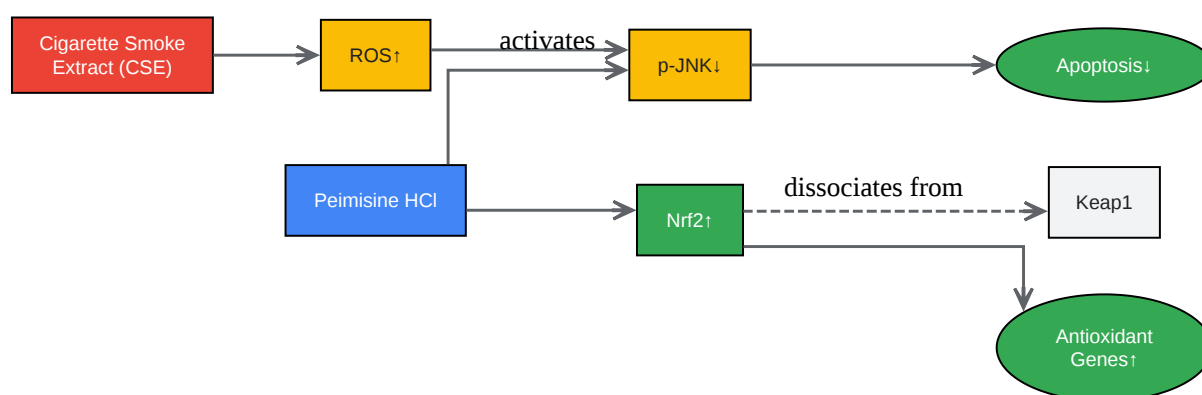 Cigarette Smoke
Extract (CSE)
ROS↑
activates
p-JNK↓
Apoptosis↓
Peimisine HCl
Nrf2↑
dissociates from
Keap1
Antioxidant
Genes↑